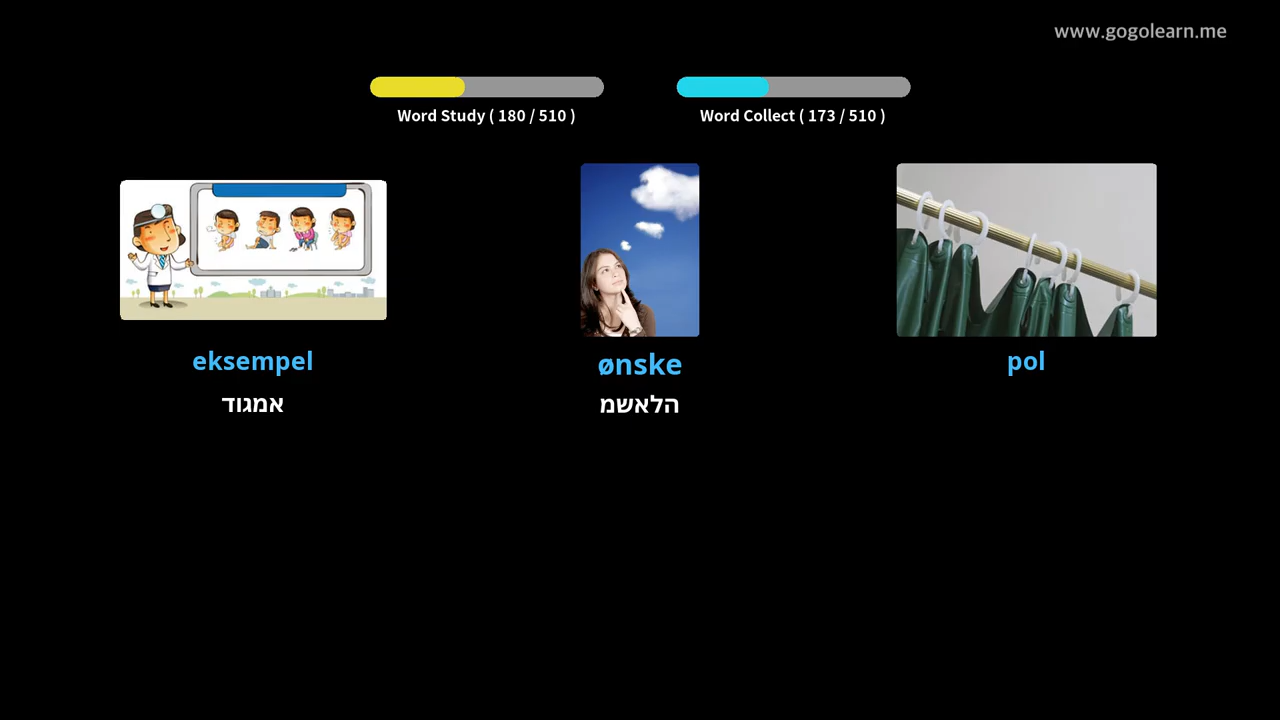 www.gogolearn.me
Word Study ( 180 / 510 )
Word Collect ( 173 / 510 )
eksempel
ønske
pol
אמגוד
הלאשמ